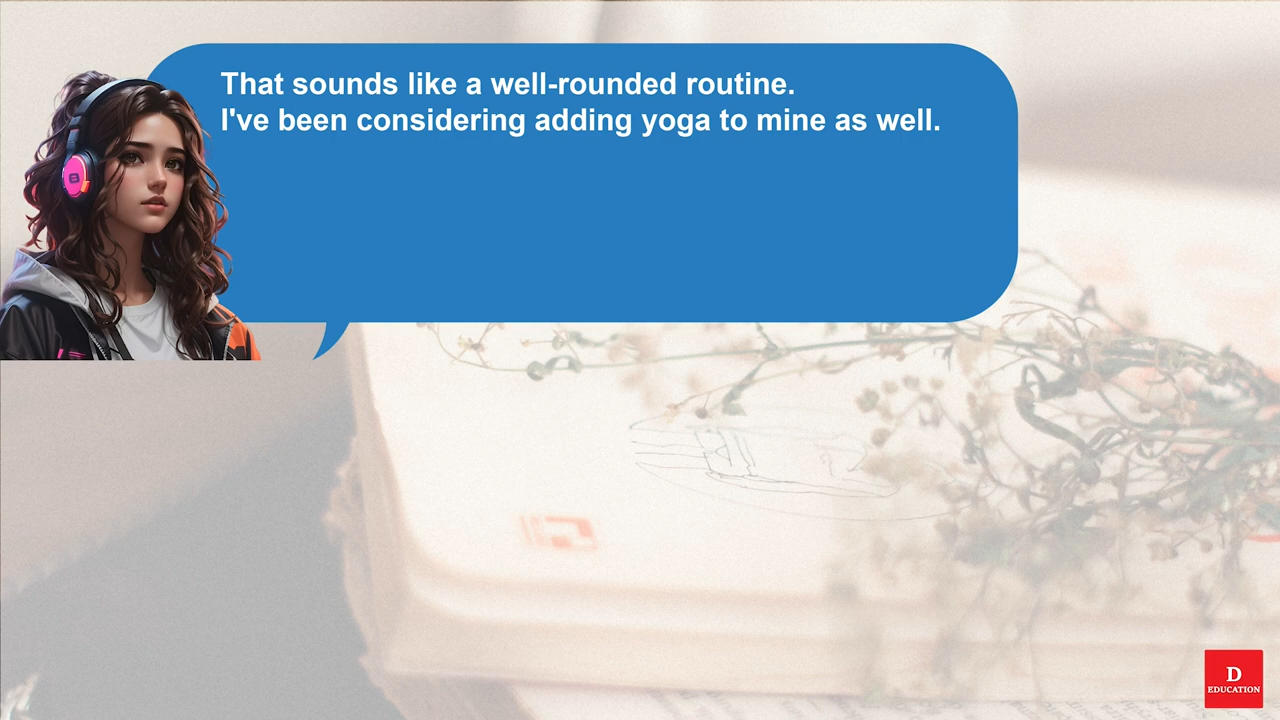 That sounds like a well-rounded routine.
I've been considering adding yoga to mine as well.
D
EDUCATION